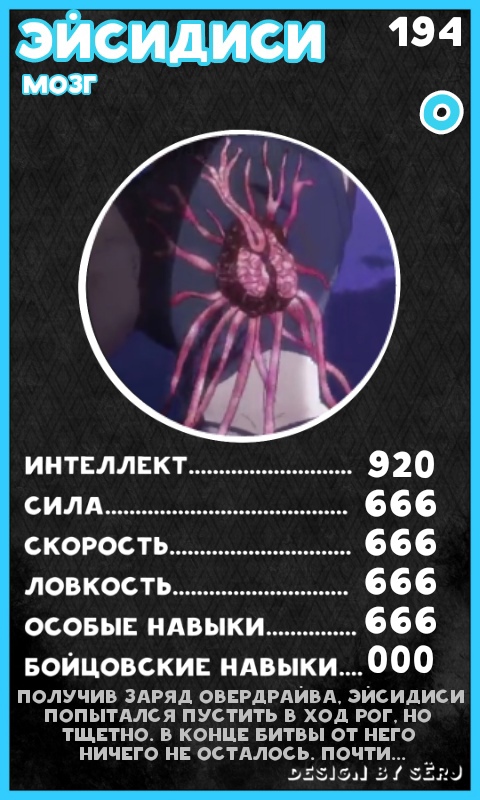 ЭЙСИДИСИ
194
МОЗГ
О
ИНТЕЛЛЕКТ.................................. 920
СИЛА.................................................. 666
СКОРОСТЬ..................................... 666
ЛОВКОСТЬ.................................... 666
ОСОБЫЕ НАВЫКИ.................. 666
БОЙЦОВСКИЕ НАВЫКИ.... 000
ПОЛУЧИВ ЗАРЯД ОВЕРДРАЙВА, ЭЙСИДИСИ
ПОПЫТАЛСЯ ПУСТИТЬ В ХОД РОГ, НО
ТЩЕТНО. В КОНЦЕ БИТВЫ ОТ НЕГО
НИЧЕГО НЕ ОСТАЛОСЬ. ПОЧТИ...
DESIGN BY SЁRJ